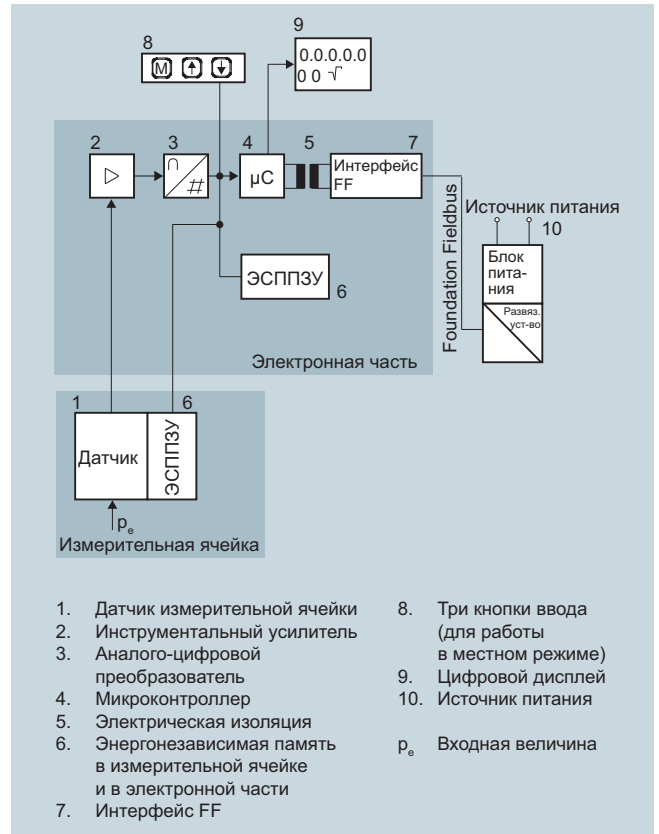 8
9
M
0.0.0.0.0
0 0 √
2
3
4
5
7
∩
#
µC
Интерфейс
FF
Foundation Fieldbus
Источник питания
10
Блок
пита-
ния
Развяз.
уст-во
ЭСППЗУ
6
Электронная часть
1
6
Датчик
ЭСППЗУ
pe
Измерительная ячейка
1. Датчик измерительной ячейки
2. Инструментальный усилитель
3. Аналого-цифровой
преобразователь
4. Микроконтроллер
5. Электрическая изоляция
6. Энергонезависимая память
в измерительной ячейке
и в электронной части
7. Интерфейс FF
8. Три кнопки ввода
(для работы
в местном режиме)
9. Цифровой дисплей
10. Источник питания
pe Входная величина